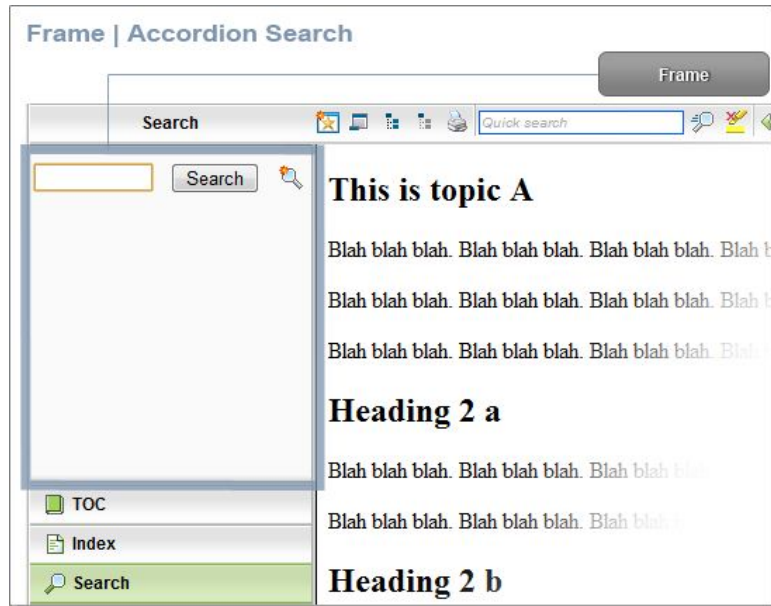 Frame | Accordion Search
Frame
Search
Quick search
Search
This is topic A
Blah blah blah. Blah blah blah. Blah blah blah. Blah
Blah blah blah. Blah blah blah. Blah blah blah. Blah
Blah blah blah. Blah blah blah. Blah blah blah. Blah
Heading 2 a
Blah blah blah. Blah blah blah. Blah blah blah
TOC
Blah blah blah. Blah blah blah. Blah blah
Index
Search
Heading 2 b